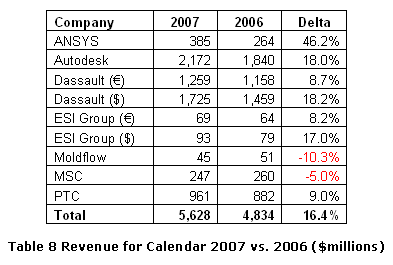 Company 2007 2006 Delta
ANSYS 385 264 46.2%
Autodesk 2,172 1,840 18.0%
Dassault (€) 1,259 1,158 8.7%
Dassault ($) 1,725 1,459 18.2%
ESI Group (€) 69 64 8.2%
ESI Group ($) 93 79 17.0%
Moldflow 45 51 -10.3%
MSC 247 260 -5.0%
PTC 961 882 9.0%
Total 5,628 4,834 16.4%
Table 8 Revenue for Calendar 2007 vs. 2006 ($millions)